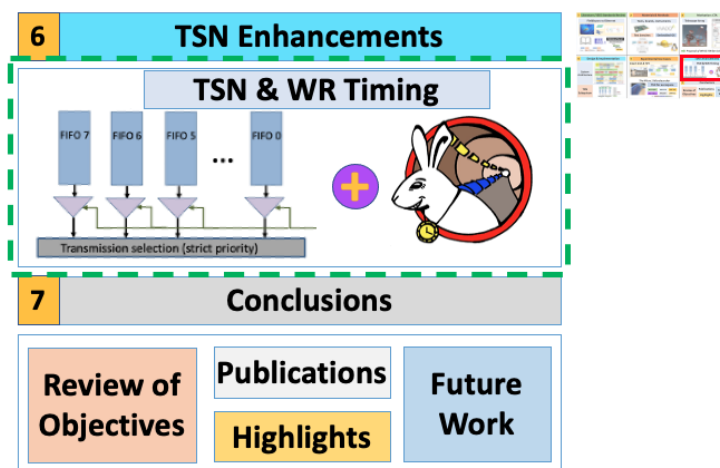 6
TSN Enhancements
TSN & WR Timing
FIFO 7
FIFO 6
FIFO 5
...
FIFO 0
Transmission selection (strict priority)
7
Conclusions
Review of
Objectives
Publications
Highlights
Future
Work